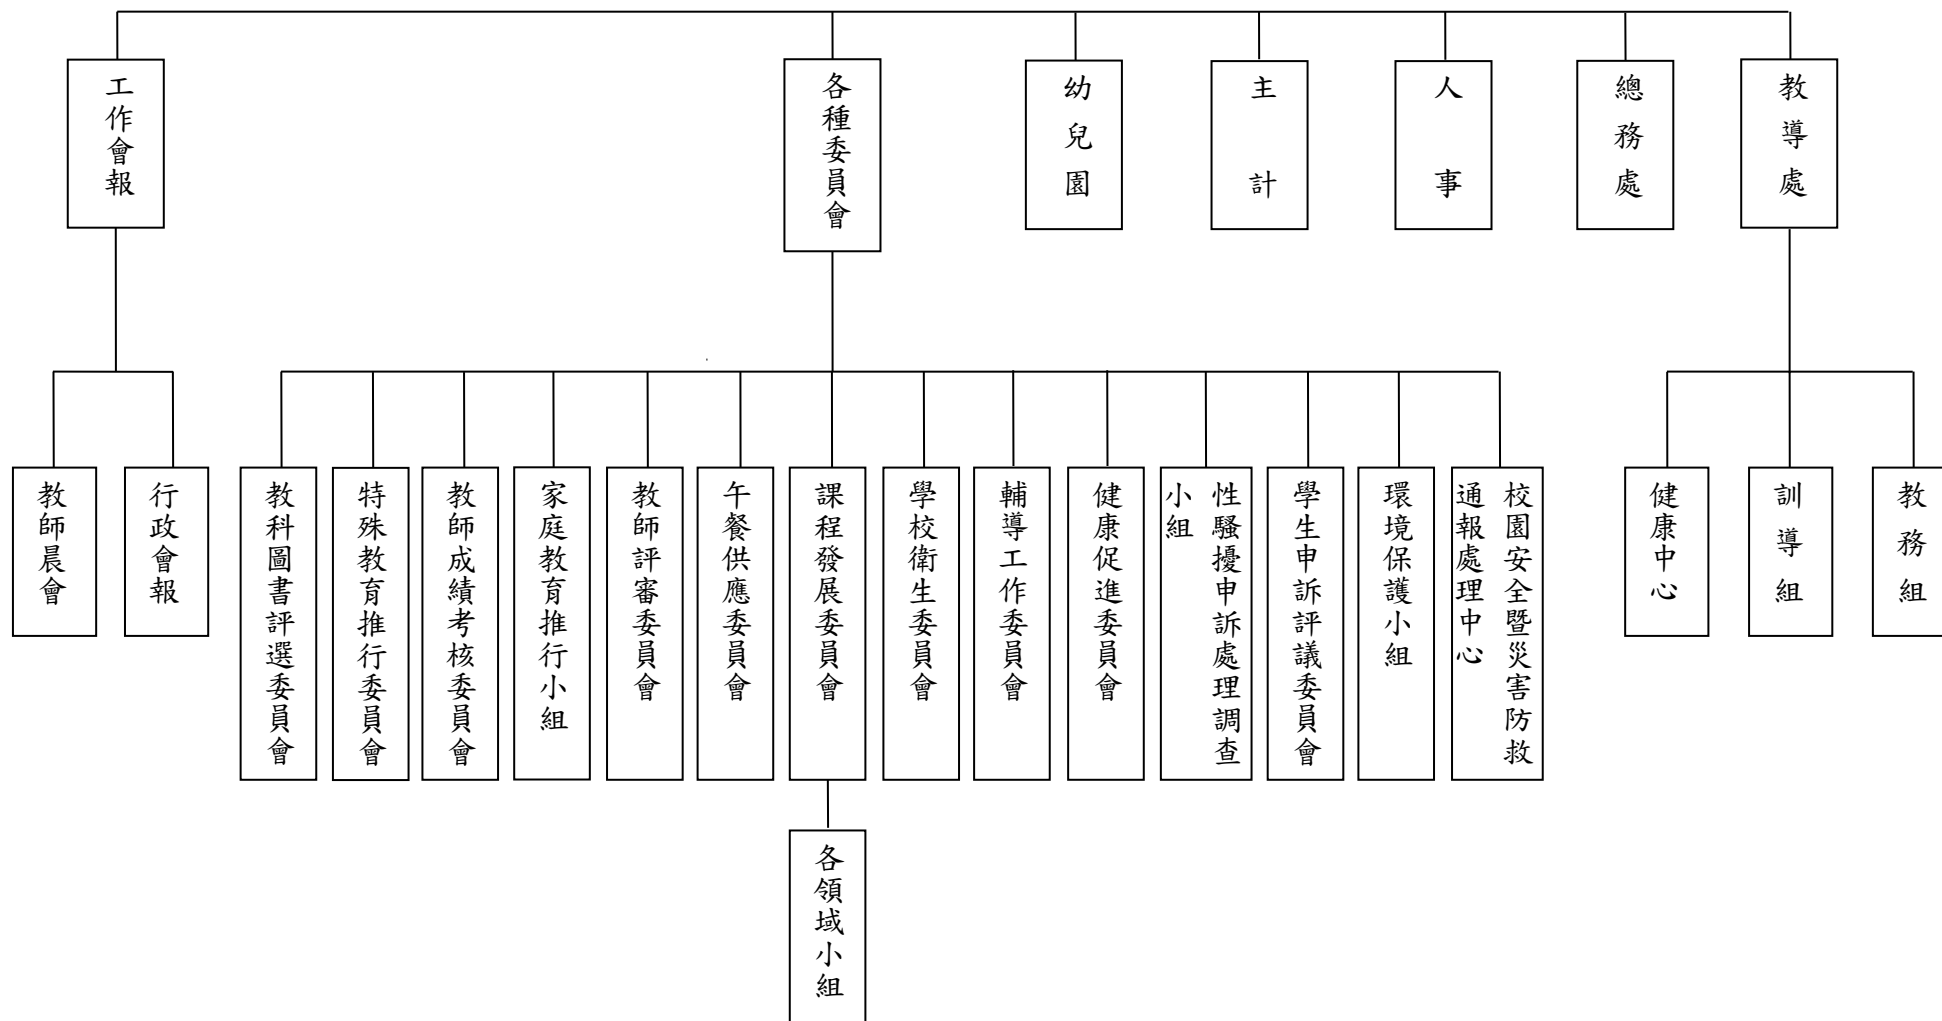 工作會報
各種委員會
幼兒園
主計
人事
總務處
教導處
教師晨會
行政會報
教科圖書評選委員會
特殊教育推行委員會
教師成績考核委員會
家庭教育推行小組
教師評審委員會
午餐供應委員會
課程發展委員會
學校衛生委員會
輔導工作委員會
健康促進委員會
性騷擾申訴處理調查
小組
學生申訴評議委員會
環境保護小組
校園安全暨災害防救
通報處理中心
健康中心
訓導組
教務組
各領域小組